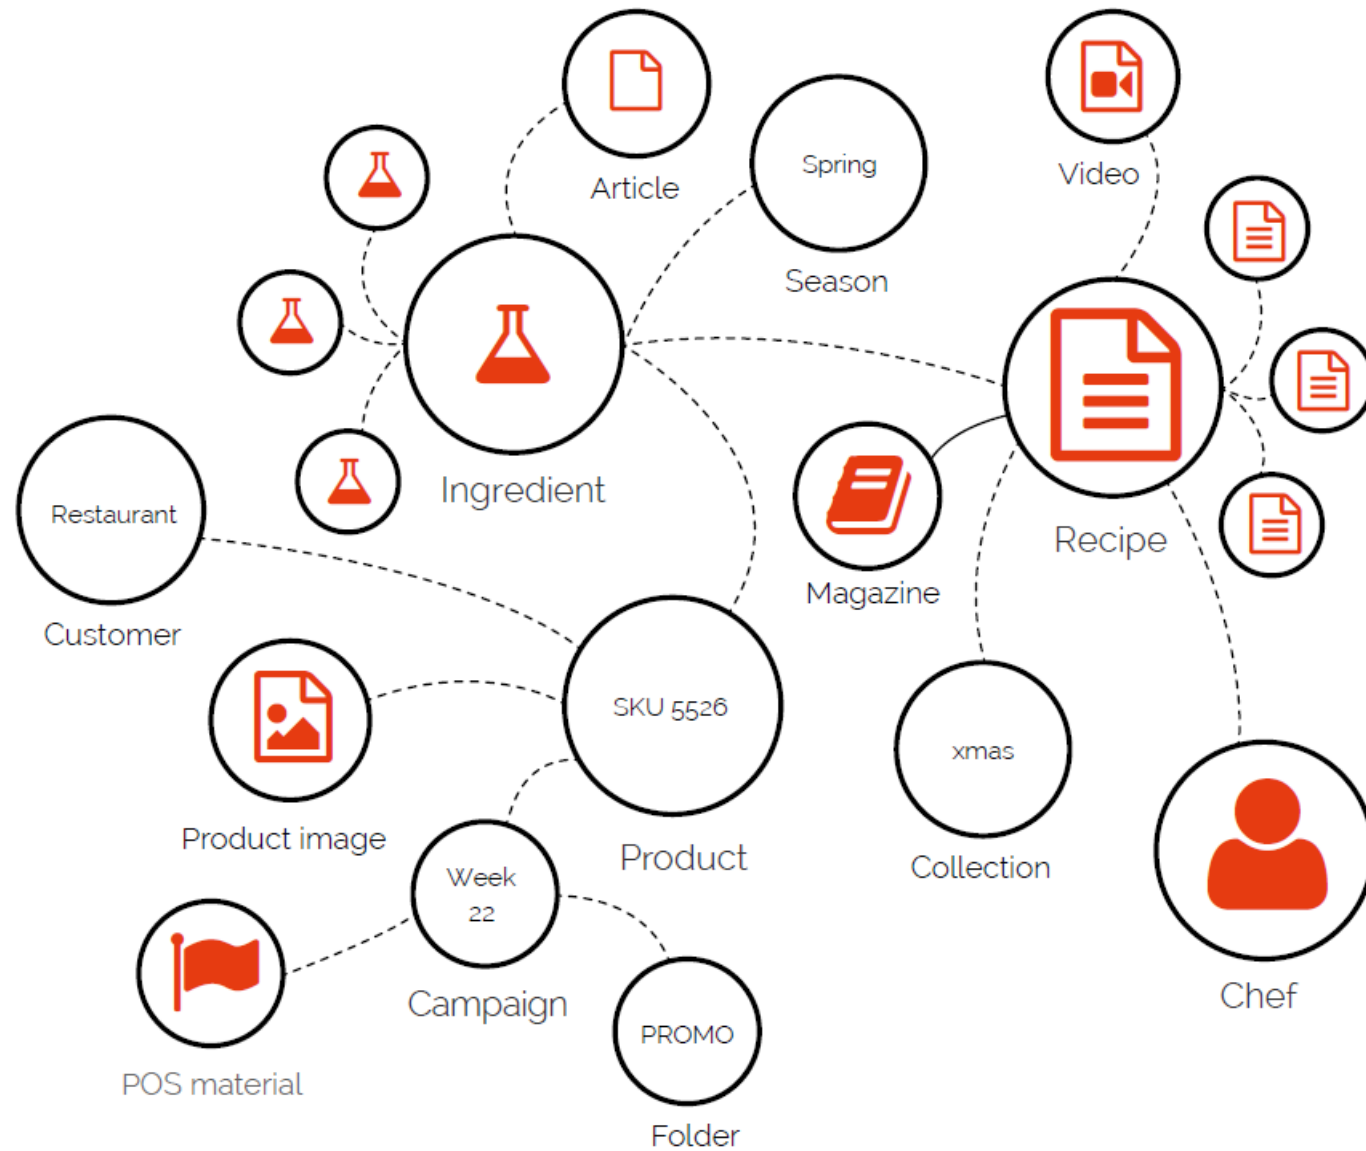 Article
Spring
Season
Video
Ingredient
Recipe
Restaurant
Customer
Magazine
SKU 5526
Product
Product image
xmas
Collection
Week
22
Campaign
Chef
PROMO
POS material
Folder